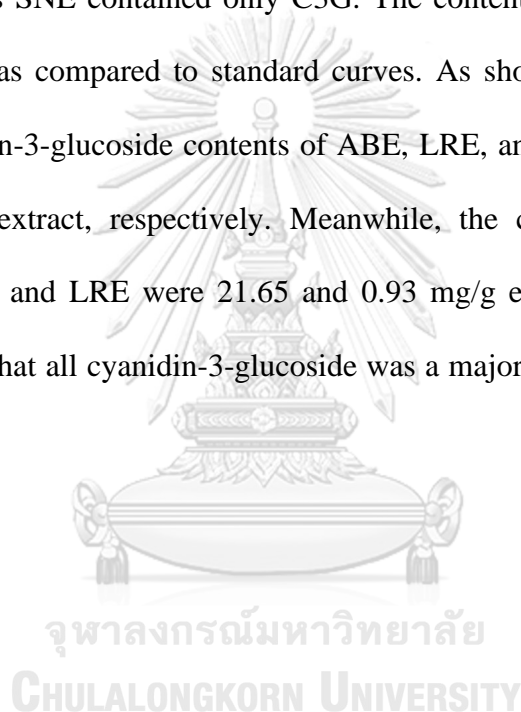 SNE contained only C3G. The content
as compared to standard curves. As sho
n-3-glucoside contents of ABE, LRE, an
extract, respectively. Meanwhile, the c
and LRE were 21.65 and 0.93 mg/g e
hat all cyanidin-3-glucoside was a major
จุฬาลงกรณ์มหาวิทยาลัย
CHULALONGKORN UNIVERSITY